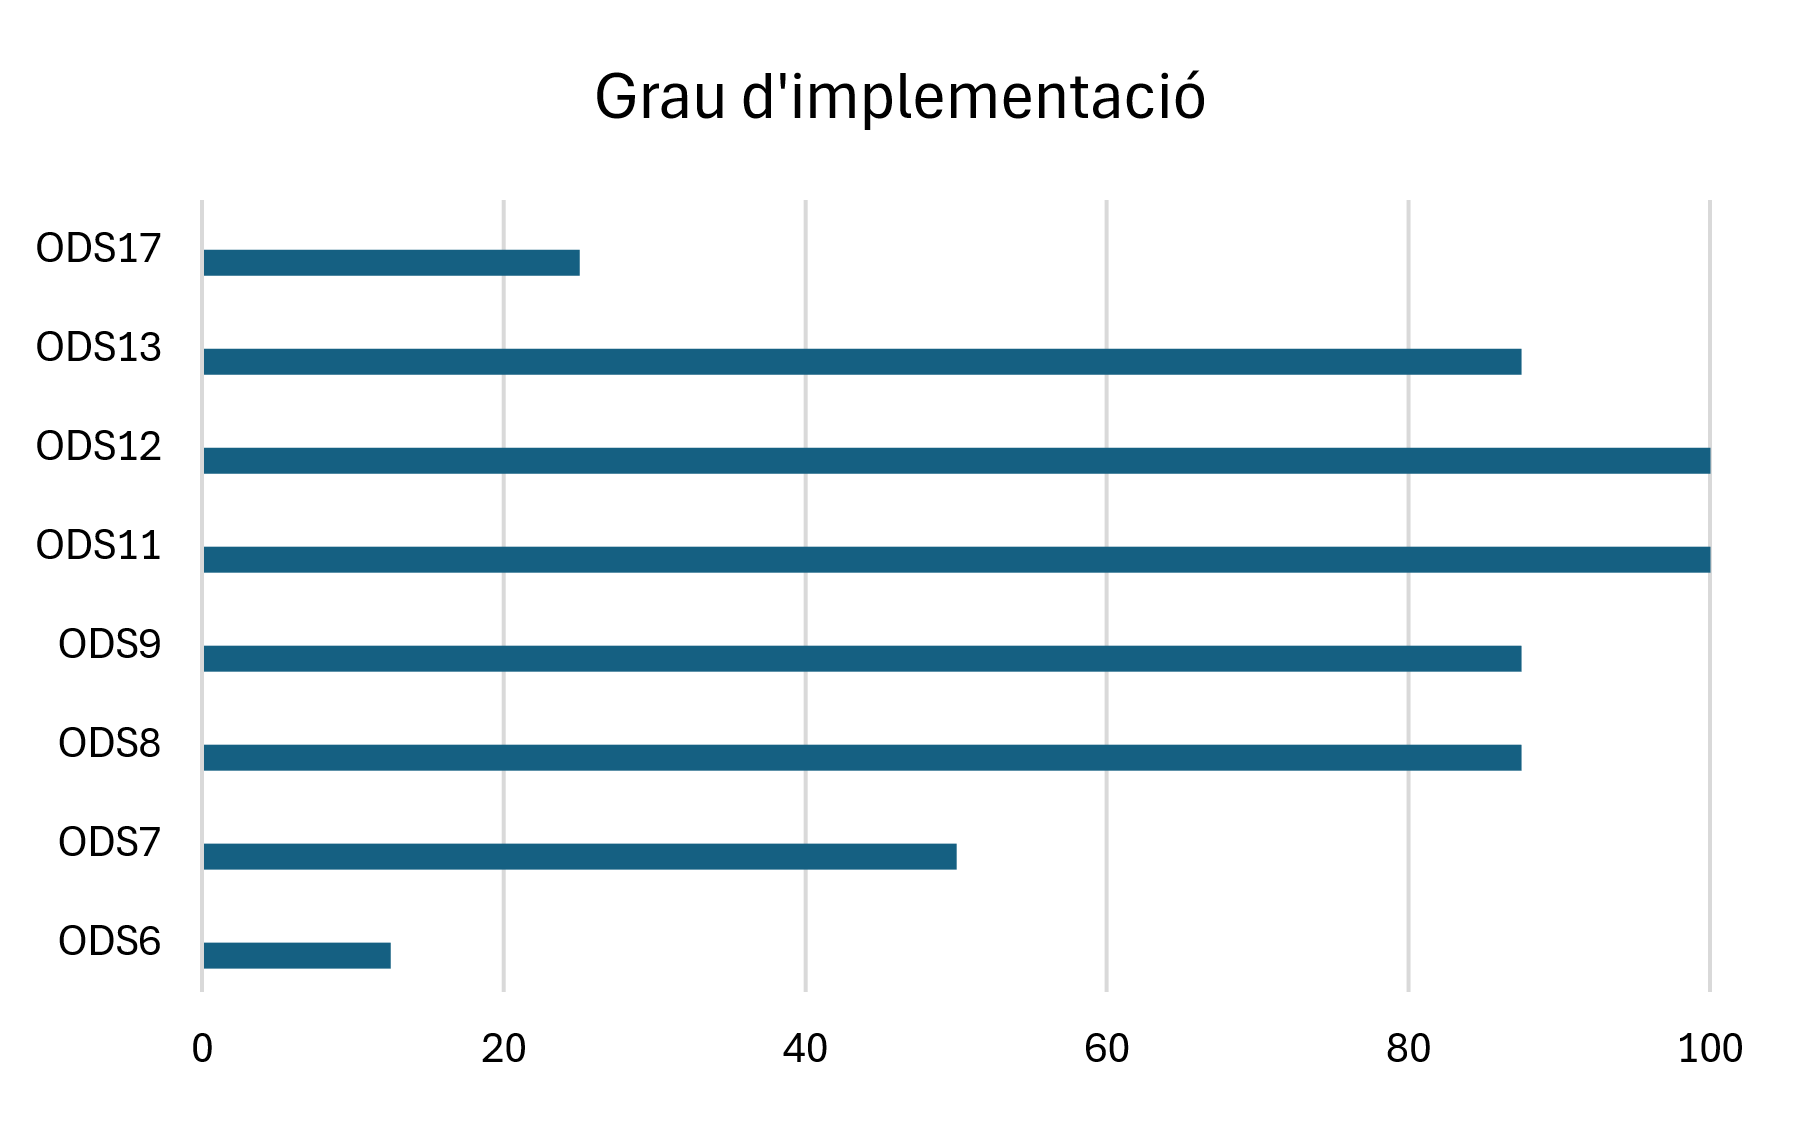 Grau d'implementació
ODS17
ODS13
ODS12
ODS11
ODS9
ODS8
ODS7
ODS6
0 20 40 60 80 100